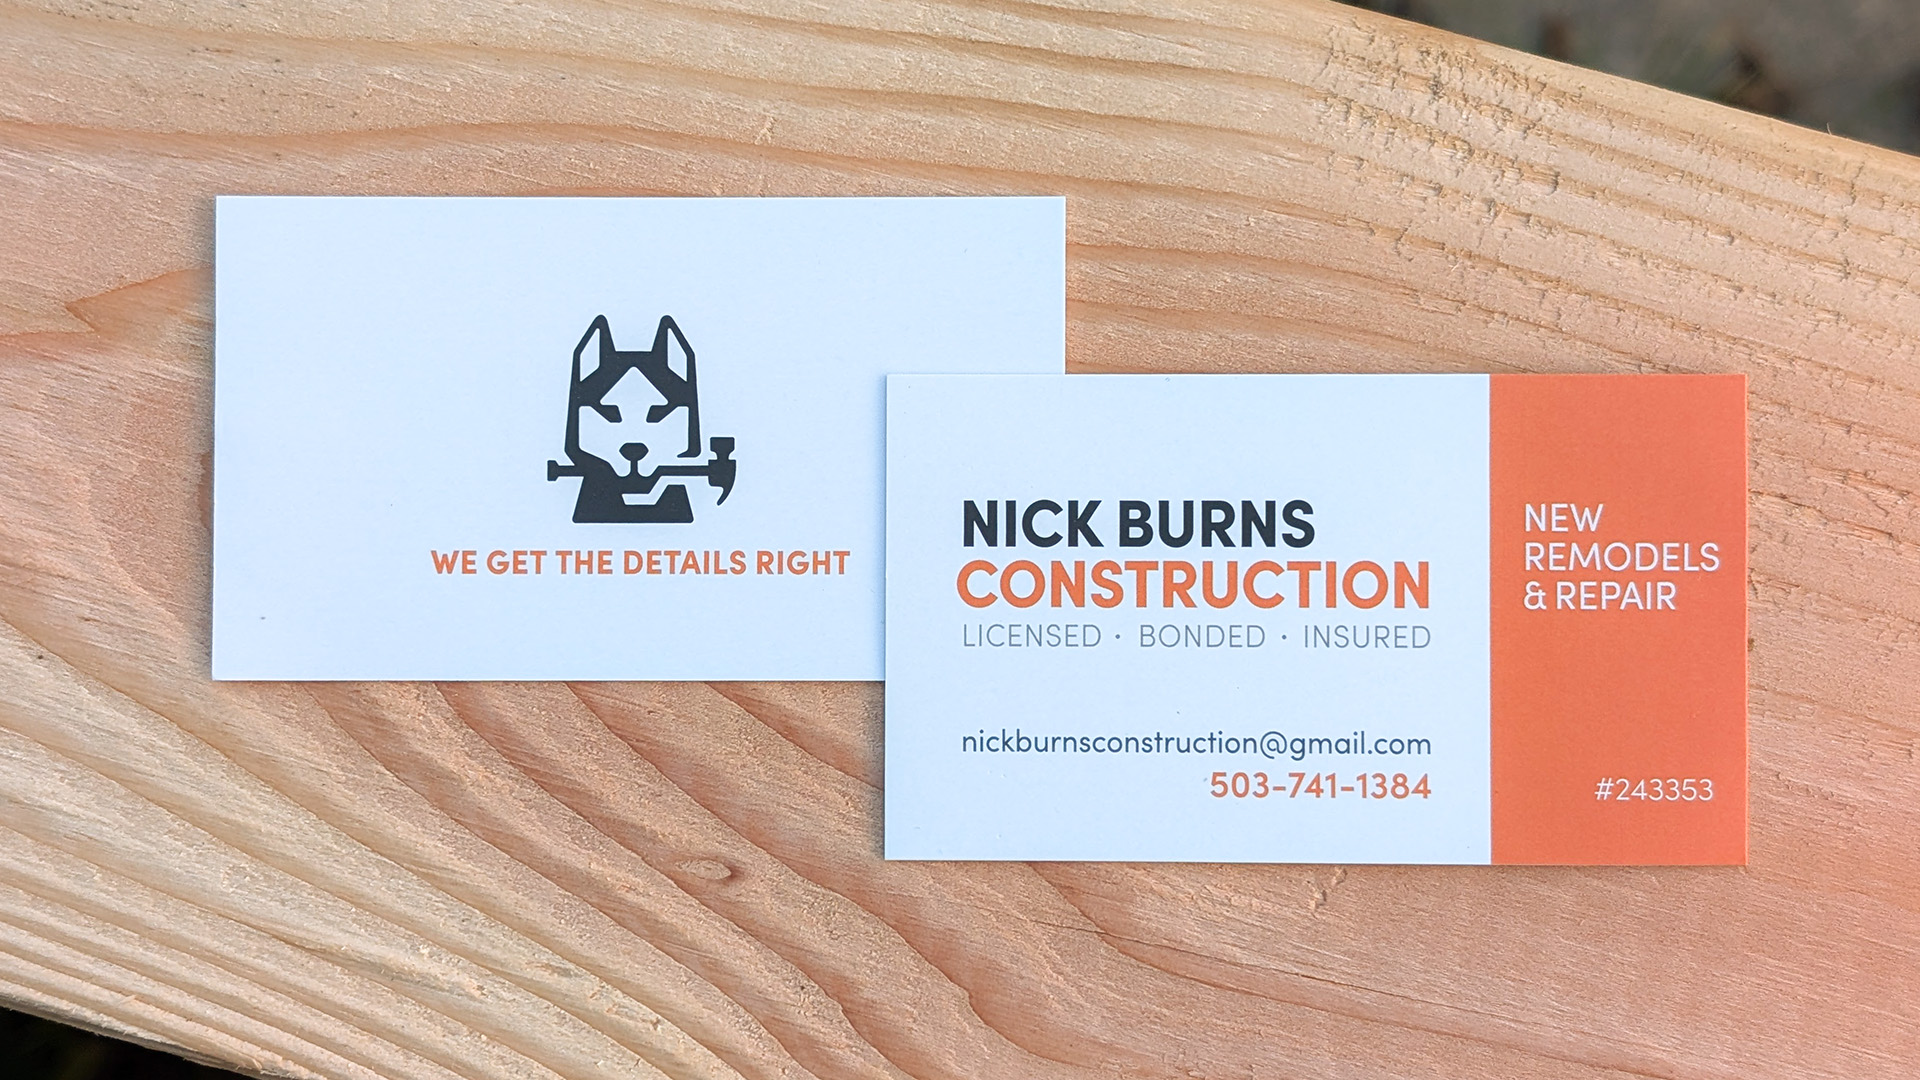 WE GET THE DETAILS RIGHT
NICK BURNS
CONSTRUCTION
LICENSED · BONDED · INSURED
nickburnsconstruction@gmail.com
503-741-1384
NEW
REMODELS
& REPAIR
#243353